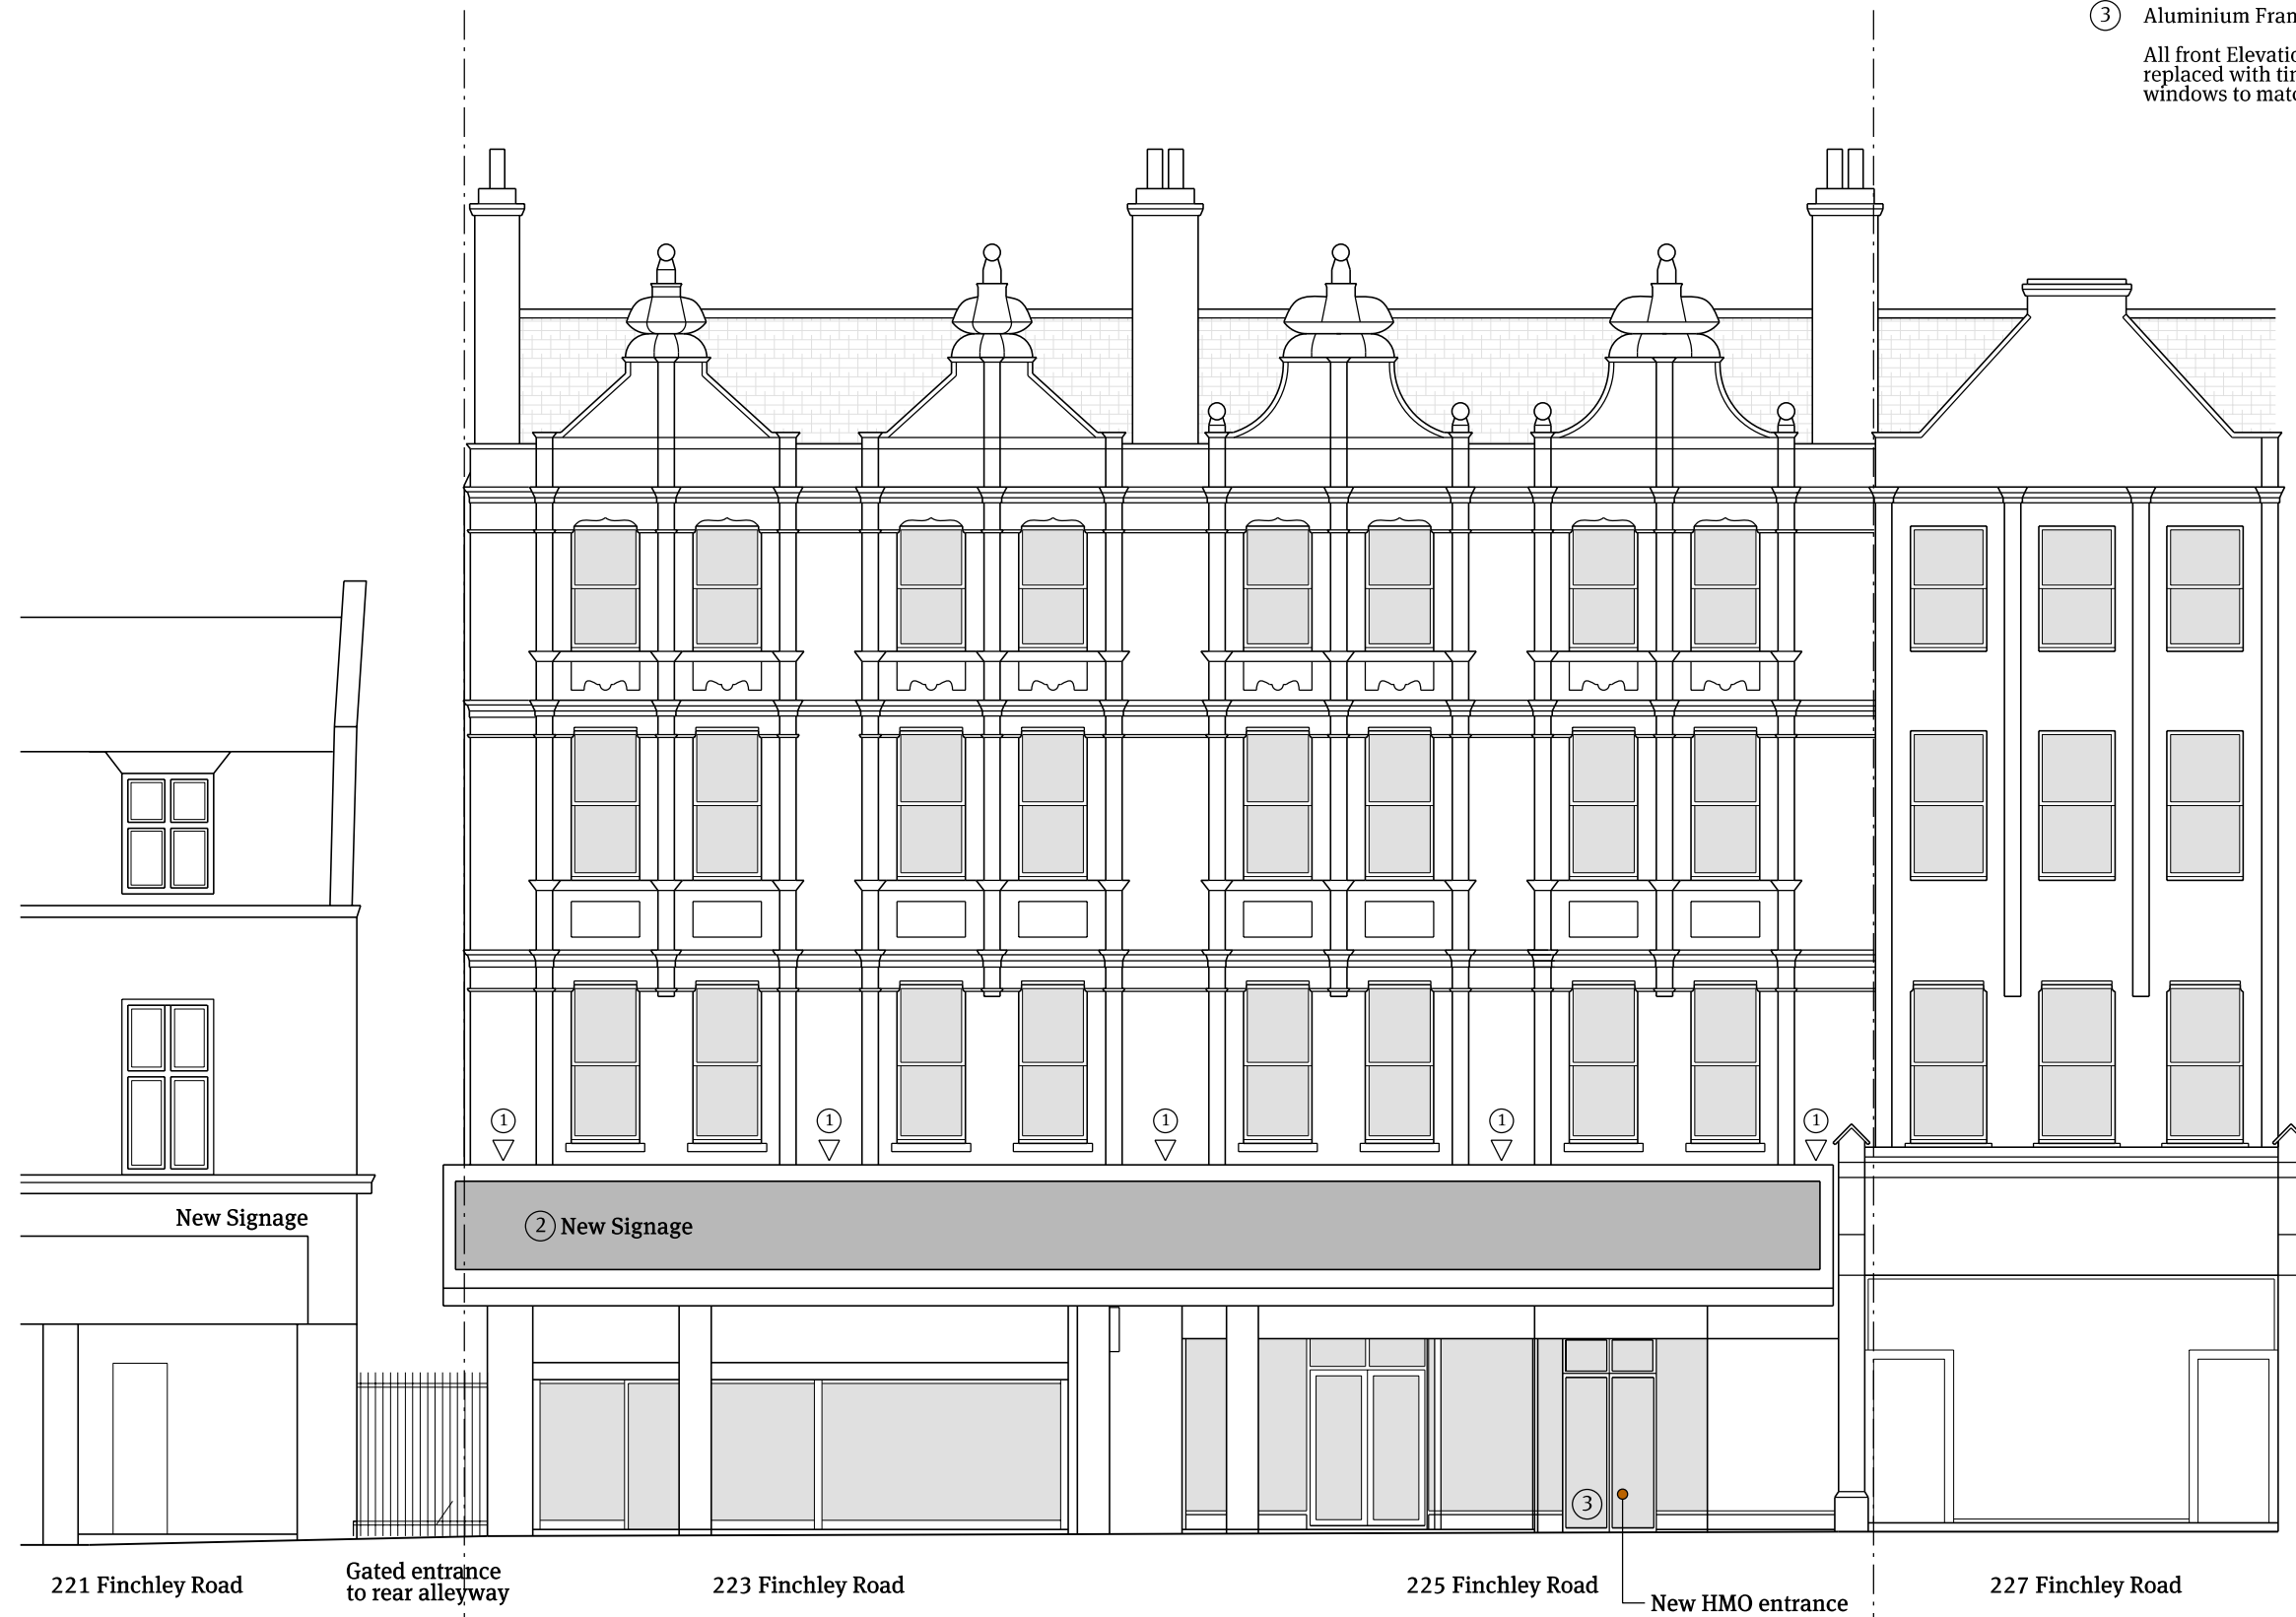 3 Aluminium Fran
All front Elevatio
replaced with tin
windows to matc
1 1 1 1 1
New Signage
2 New Signage
3
Gated entrance
to rear alleyway
221 Finchley Road 223 Finchley Road 225 Finchley Road 227 Finchley Road
New HMO entrance